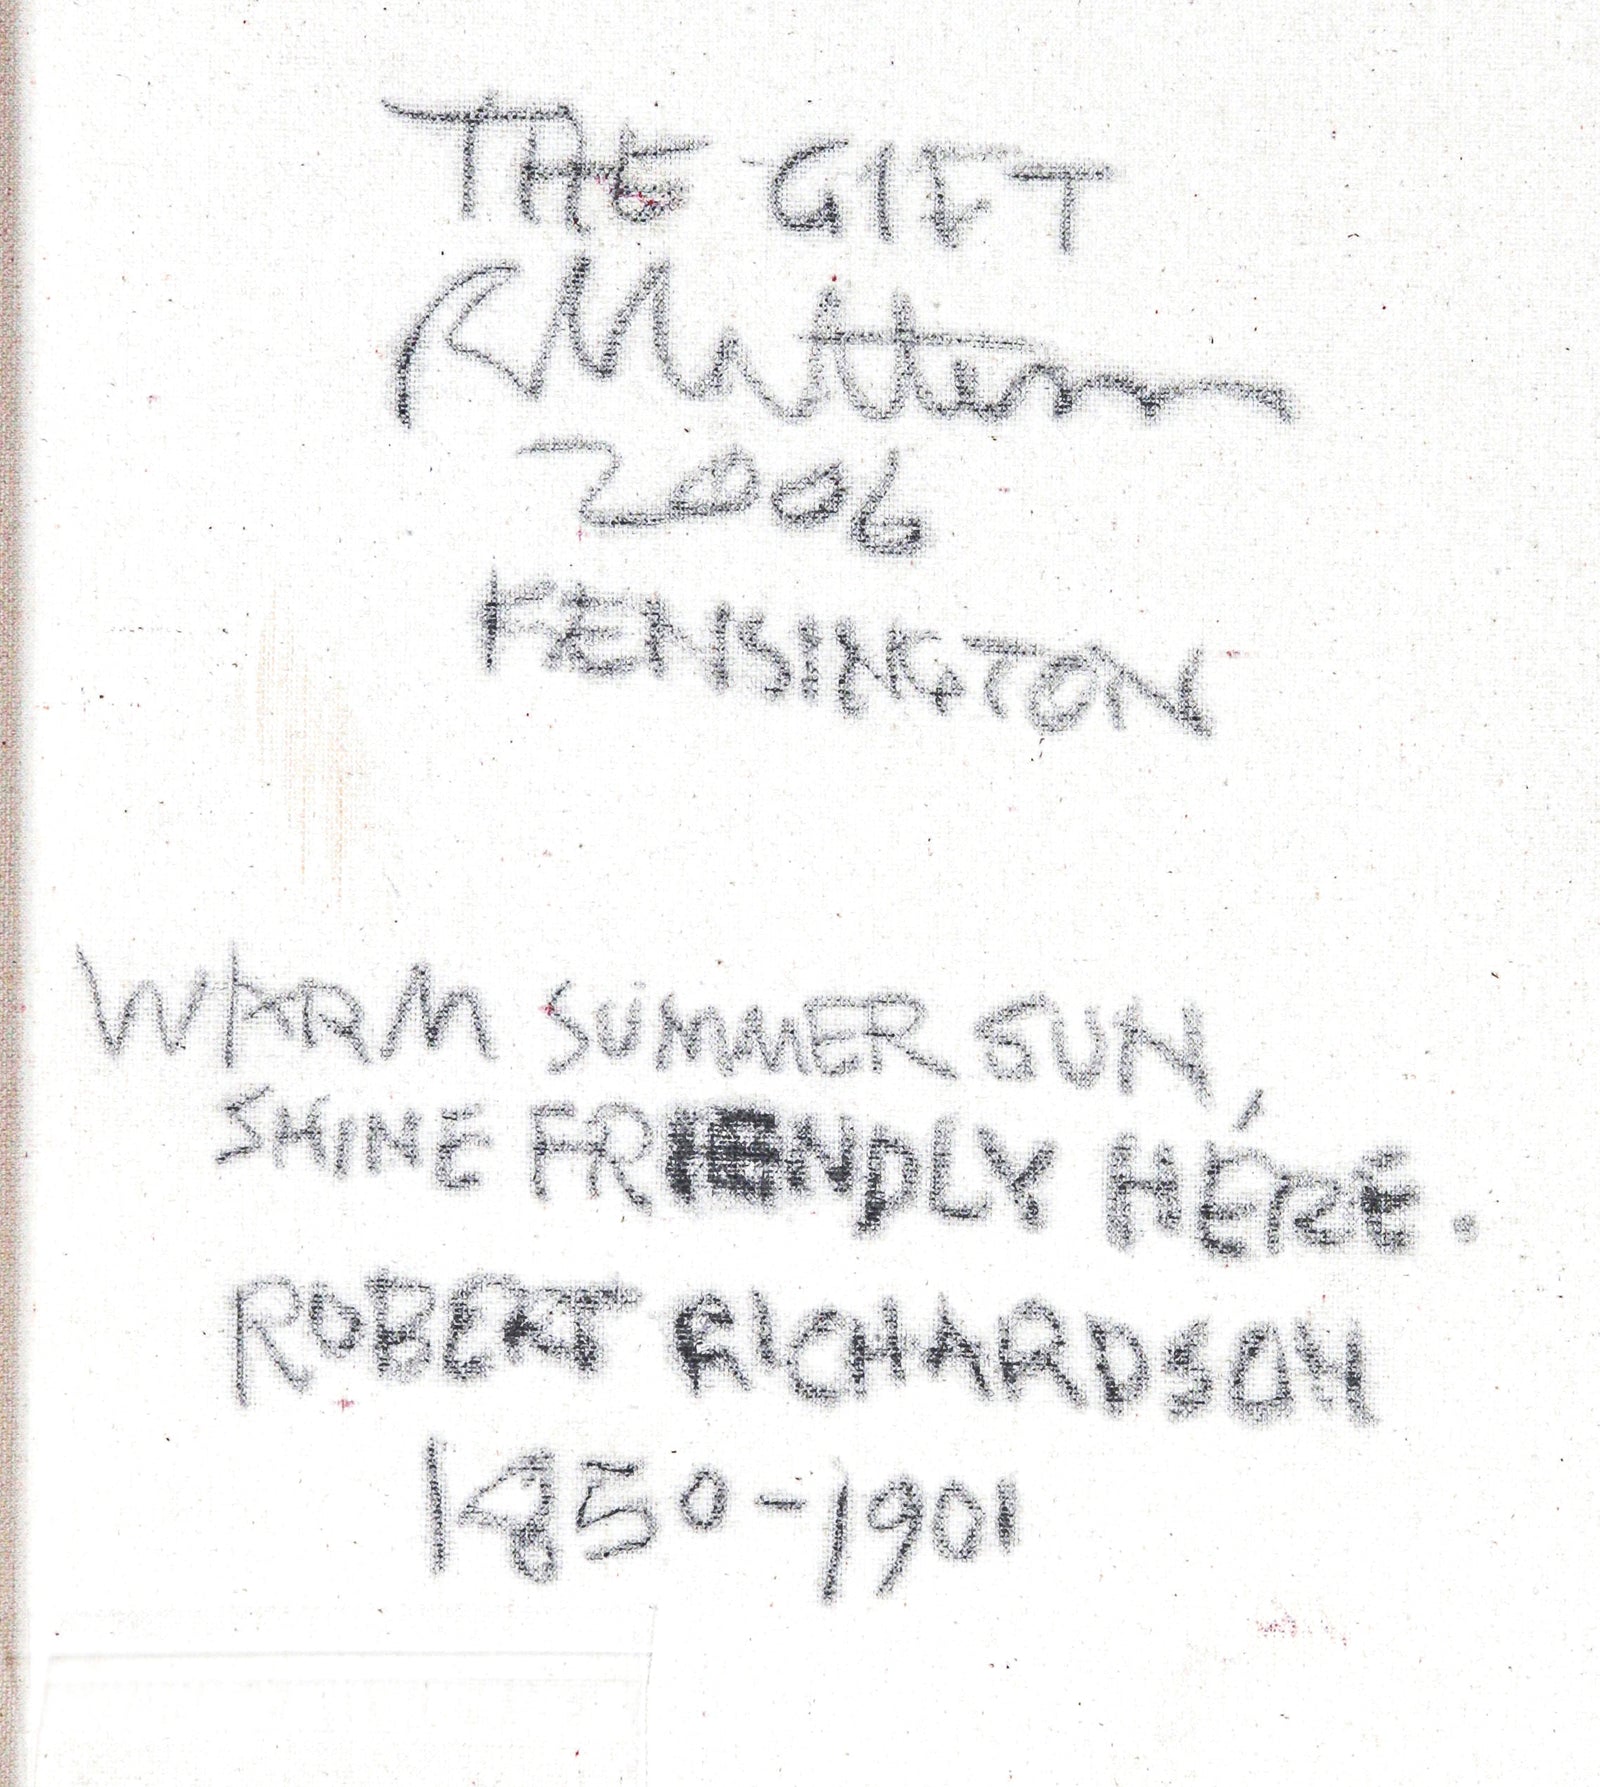 THE GIFT
2006
KENSINGTON
WARM SUMMER SUN,
SHINE FRIENDLY HERE.
ROBERT RICHARDSON
1850-1901